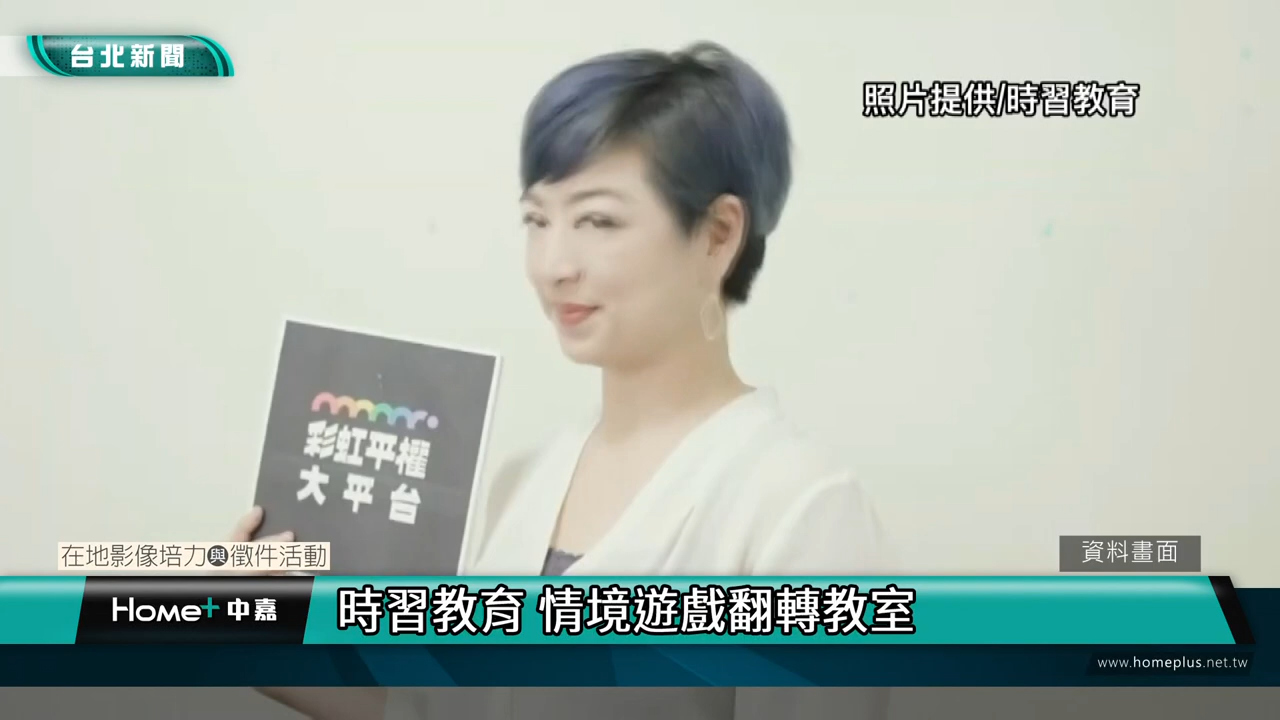 台北新聞
照片提供/時習教育
彩虹平權
大平台
在地影像培力與徵件活動
資料畫面
Home+中嘉
時習教育 情境遊戲翻轉教室
www.homeplus.net.tw